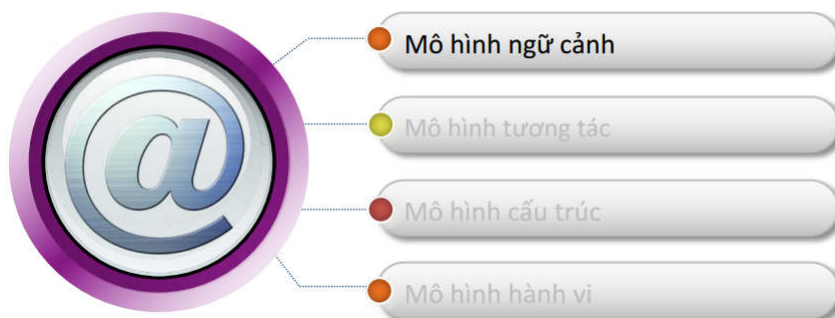 @
Mô hình ngữ cảnh
Mô hình tương tác
Mô hình cấu trúc
Mô hình hành vi